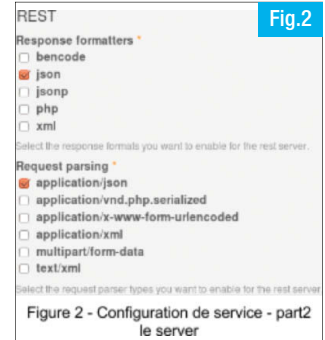 REST
Fig.2
Response formatters *
bencode
json
jsonp
php
xml
Select the response formats you want to enable for the rest server.
Request parsing *
application/json
application/vnd.php.serialized
application/x-www-form-urlencoded
application/xml
multipart/form-data
text/xml
Select the request parser types you want to enable for the rest server
Figure 2 - Configuration de service - part2
le server